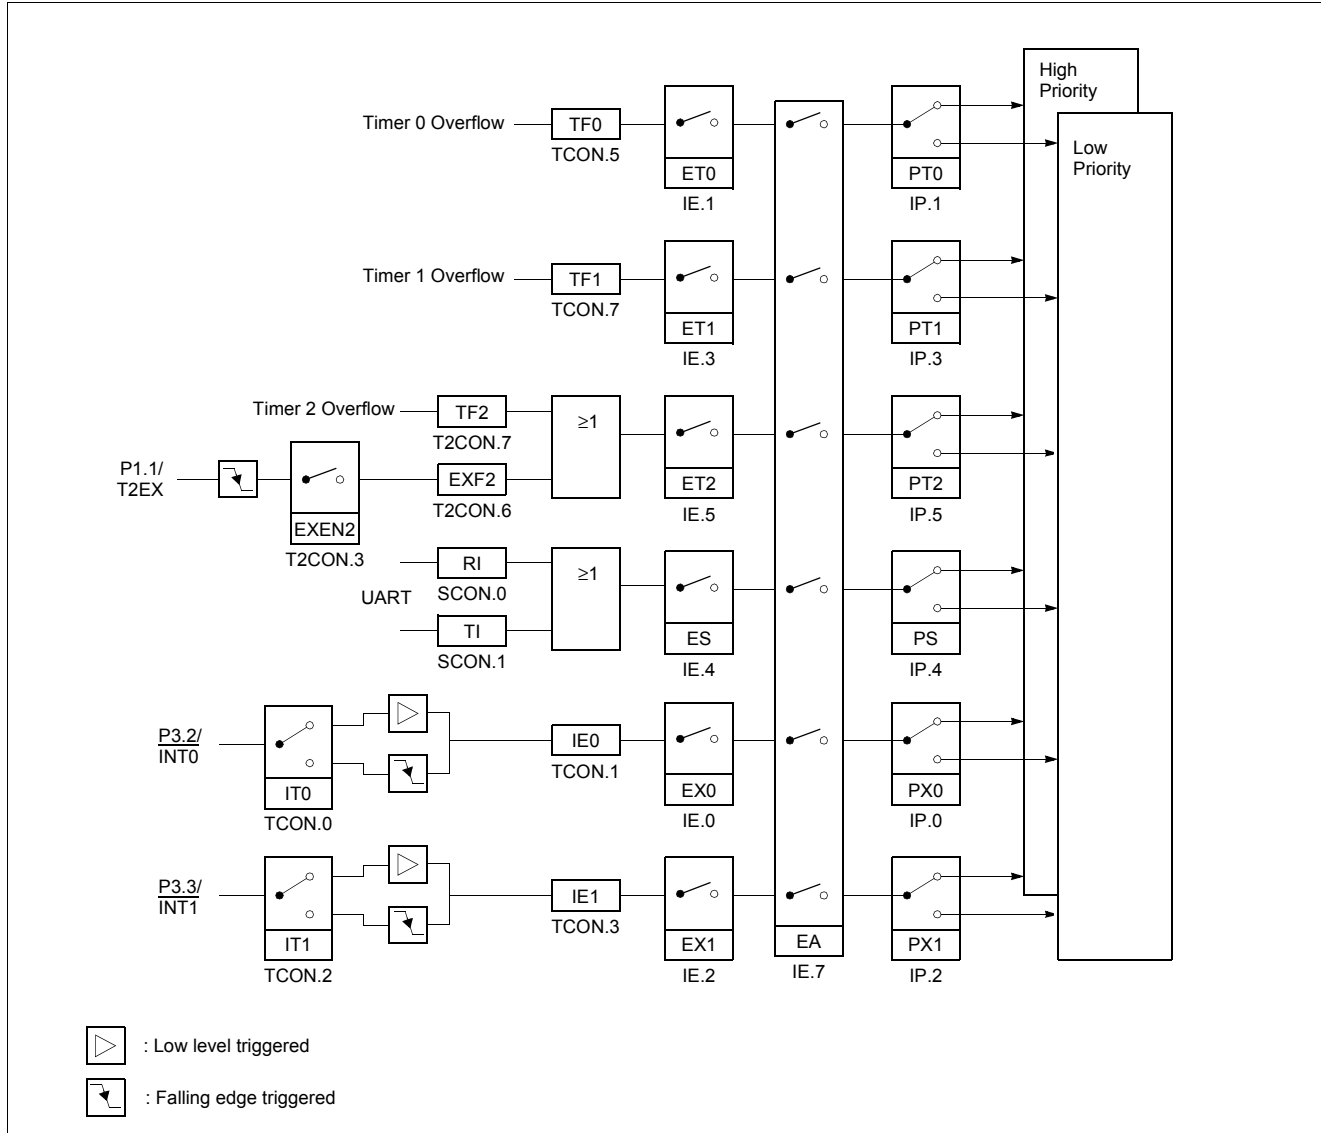 High
Priority
Low
Priority
Timer 0 Overflow
TF0
TCON.5
ET0
IE.1
PT0
IP.1
Timer 1 Overflow
TF1
TCON.7
ET1
IE.3
PT1
IP.3
Timer 2 Overflow
TF2
T2CON.7
≥1
P1.1/
T2EX
EXEN2
T2CON.3
EXF2
T2CON.6
ET2
IE.5
PT2
IP.5
UART
RI
SCON.0
TI
SCON.1
≥1
ES
IE.4
PS
IP.4
P3.2/
INT0
IT0
TCON.0
IE0
TCON.1
EX0
IE.0
PX0
IP.0
P3.3/
INT1
IT1
TCON.2
IE1
TCON.3
EX1
IE.2
EA
IE.7
PX1
IP.2
: Low level triggered
: Falling edge triggered